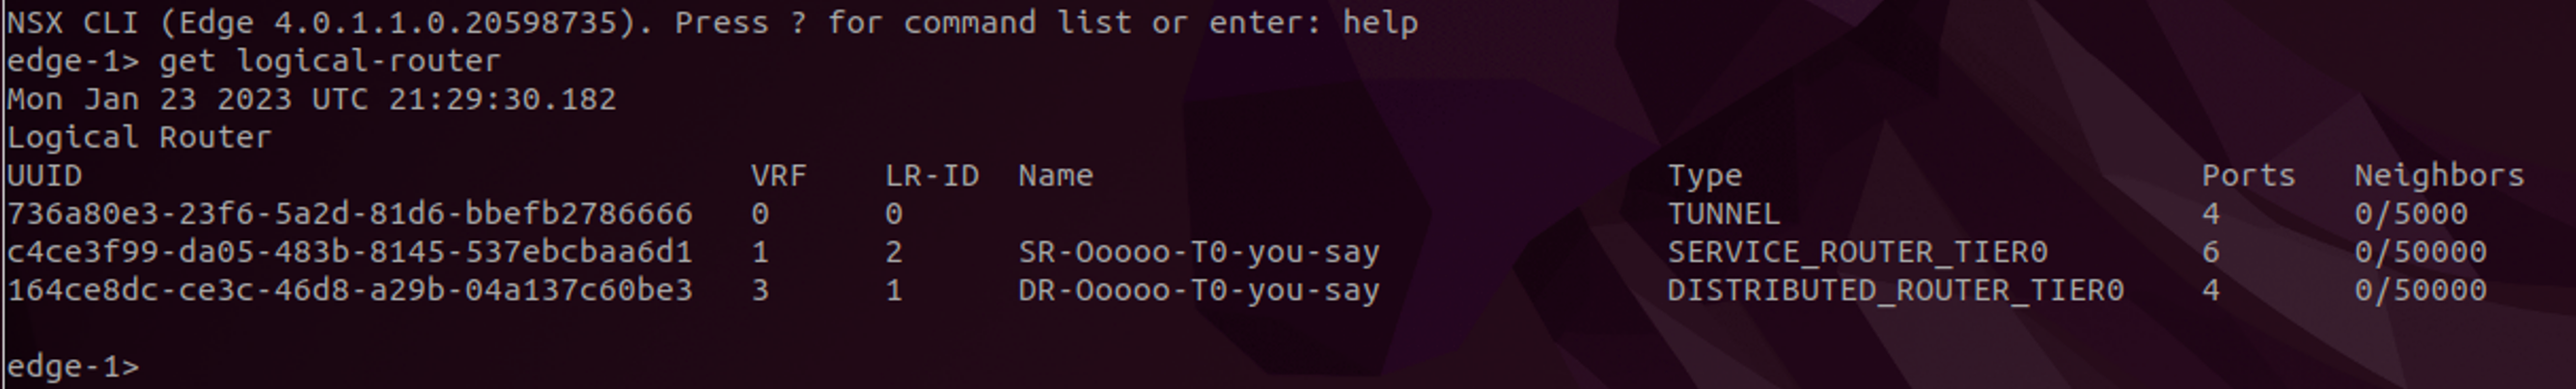 NSX CLI (Edge 4.0.1.1.0.20598735). Press ? for command list or enter: help
edge-1> get logical-router
Mon Jan 23 2023 UTC 21:29:30.182
Logical Router
UUID                                   VRF    LR-ID  Name                              Type                        Ports   Neighbors
736a80e3-23f6-5a2d-81d6-bbefb2786666   0      0                                        TUNNEL                      4       0/5000
c4ce3f99-da05-483b-8145-537ebcbaa6d1   1      2      SR-Ooooo-T0-you-say               SERVICE_ROUTER_TIER0        6       0/50000
164ce8dc-ce3c-46d8-a29b-04a137c60be3   3      1      DR-Ooooo-T0-you-say               DISTRIBUTED_ROUTER_TIER0    4       0/50000
edge-1>